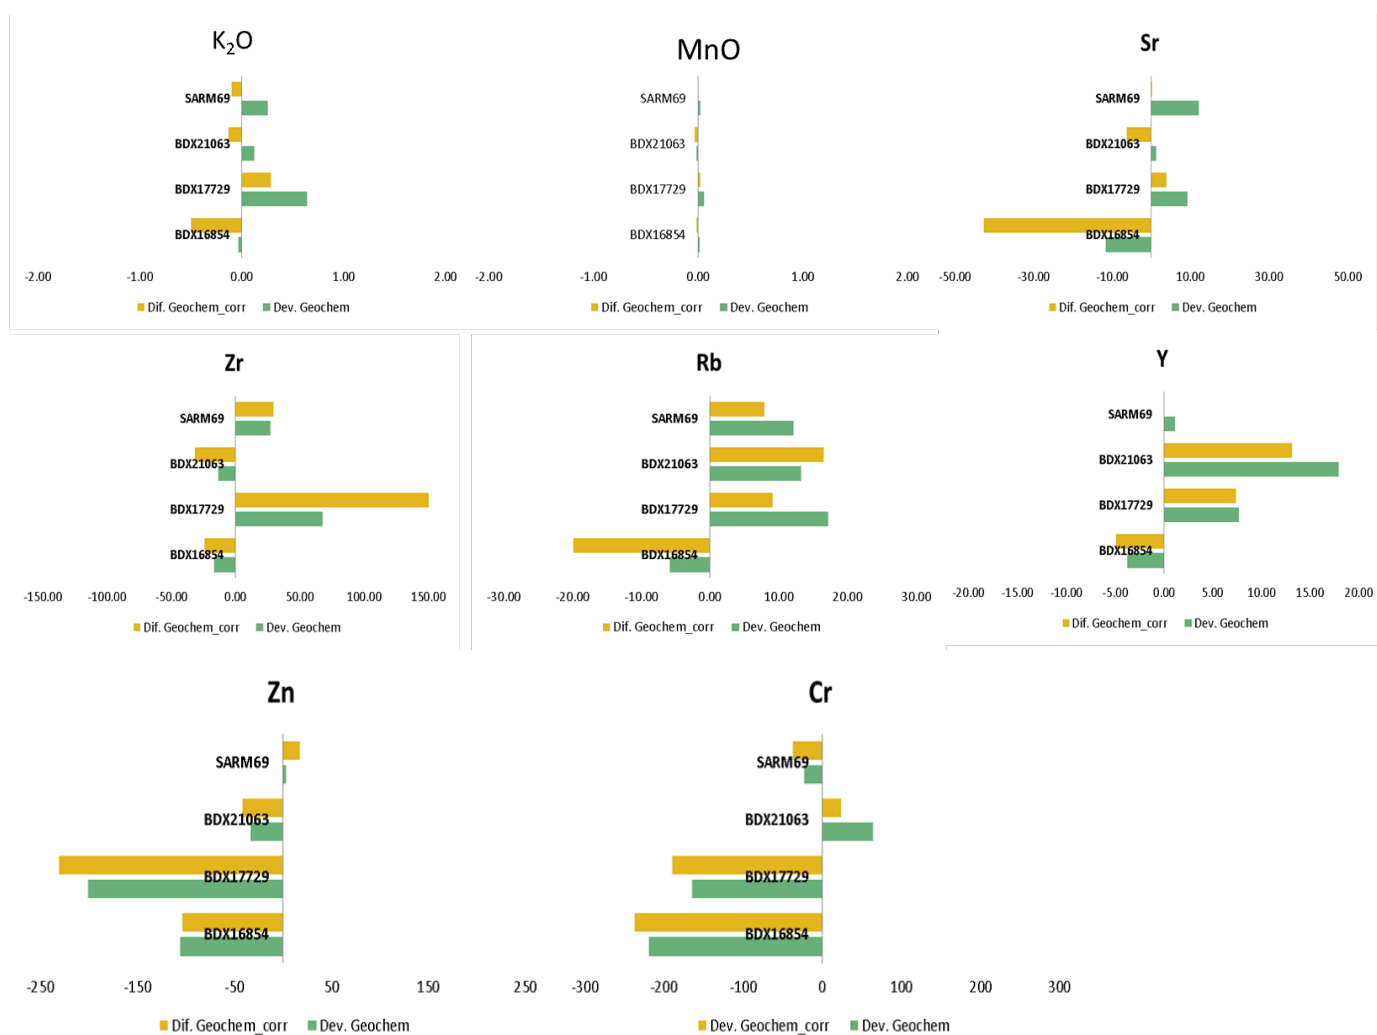 K2O
SARM69
BDX21063
BDX17729
BDX16854
-2.00 -1.00 0.00 1.00 2.00
Dif. Geochem_corr Dev. Geochem
MnO
SARM69
BDX21063
BDX17729
BDX16854
-2.00 -1.00 0.00 1.00 2.00
Dif. Geochem_corr Dev. Geochem
Sr
SARM69
BDX21063
BDX17729
BDX16854
-50.00 -30.00 -10.00 10.00 30.00 50.00
Dif. Geochem_corr Dev. Geochem
Zr
SARM69
BDX21063
BDX17729
BDX16854
-150.00 -100.00 -50.00 0.00 50.00 100.00 150.00
Dif. Geochem_corr Dev. Geochem
Rb
SARM69
BDX21063
BDX17729
BDX16854
-30.00 -20.00 -10.00 0.00 10.00 20.00 30.00
Dif. Geochem_corr Dev. Geochem
Y
SARM69
BDX21063
BDX17729
BDX16854
-20.00 -15.00 -10.00 -5.00 0.00 5.00 10.00 15.00 20.00
Dif. Geochem_corr Dev. Geochem
Zn
SARM69
BDX21063
BDX17729
BDX16854
-250 -150 -50 50 150 250
Dif. Geochem_corr Dev. Geochem
Cr
SARM69
BDX21063
BDX17729
BDX16854
-300 -200 -100 0 100 200 300
Dev. Geochem_corr Dev. Geochem